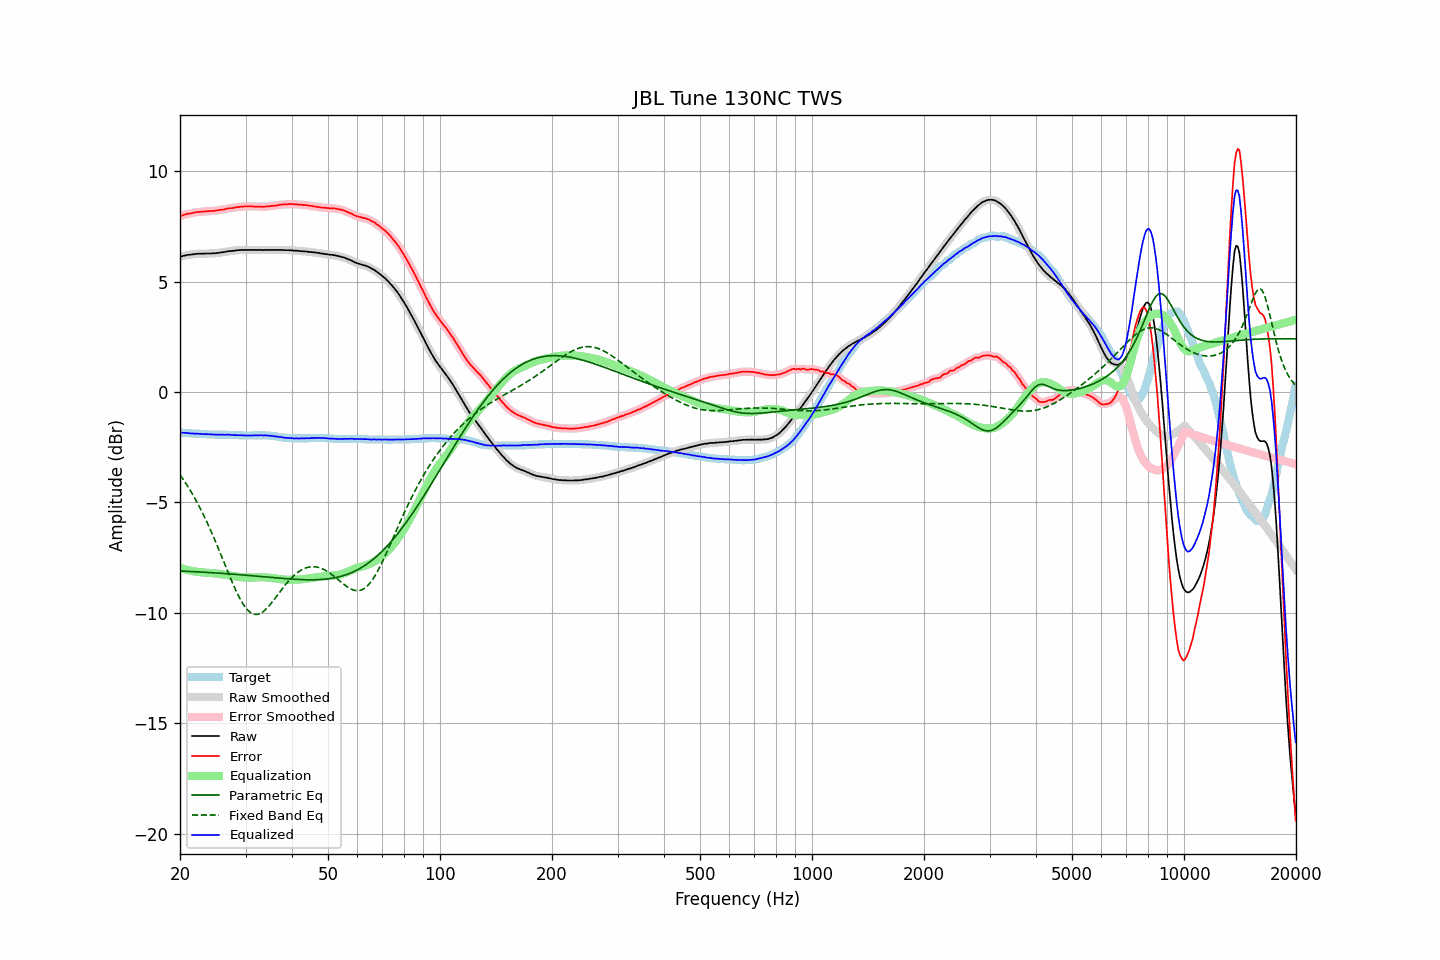 JBL Tune 130NC TWS
Amplitude (dBr)
10
5
0
−5
−10
−15
−20
Target
Raw Smoothed
Error Smoothed
Raw
Error
Equalization
Parametric Eq
Fixed Band Eq
Equalized
20 50 100 200 500 1000 2000 5000 10000 20000
Frequency (Hz)